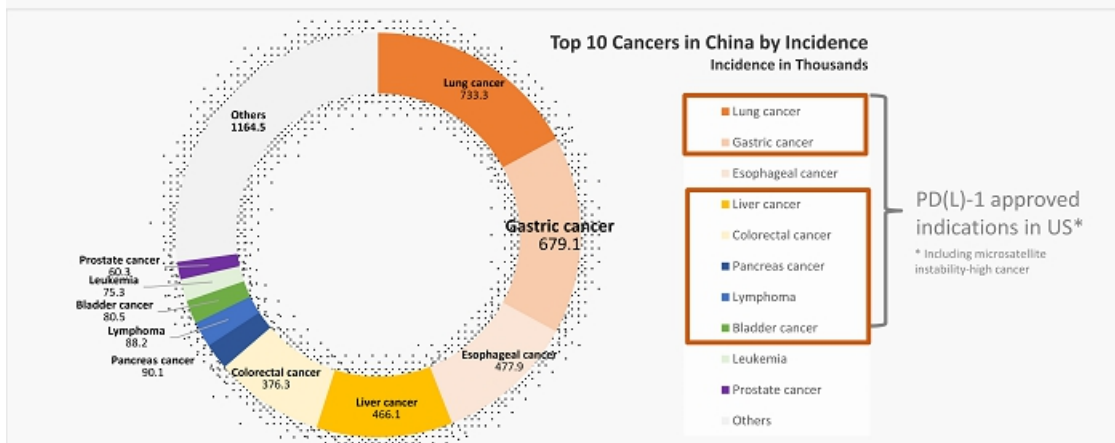 Top 10 Cancers in China by Incidence
Incidence in Thousands
Lung cancer
733.3
Gastric cancer
679.1
Esophageal cancer
477.9
Liver cancer
466.1
Colorectal cancer
376.3
Pancreas cancer
90.1
Lymphoma
88.2
Bladder cancer
80.5
Leukemia
75.3
Prostate cancer
60.3
Others
1164.5
Lung cancer
Gastric cancer
Esophageal cancer
Liver cancer
Colorectal cancer
Pancreas cancer
Lymphoma
Bladder cancer
Leukemia
Prostate cancer
Others
PD(L)-1 approved
indications in US*
* Including microsatellite
instability-high cancer